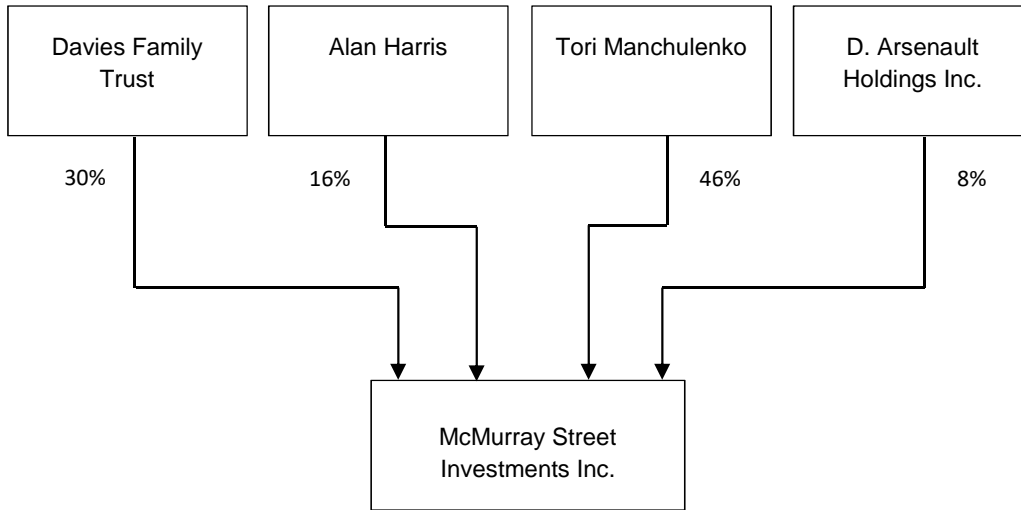 Davies Family
Trust
Alan Harris
Tori Manchulenko
D. Arsenault
Holdings Inc.
30%
16%
46%
8%
McMurray Street
Investments Inc.